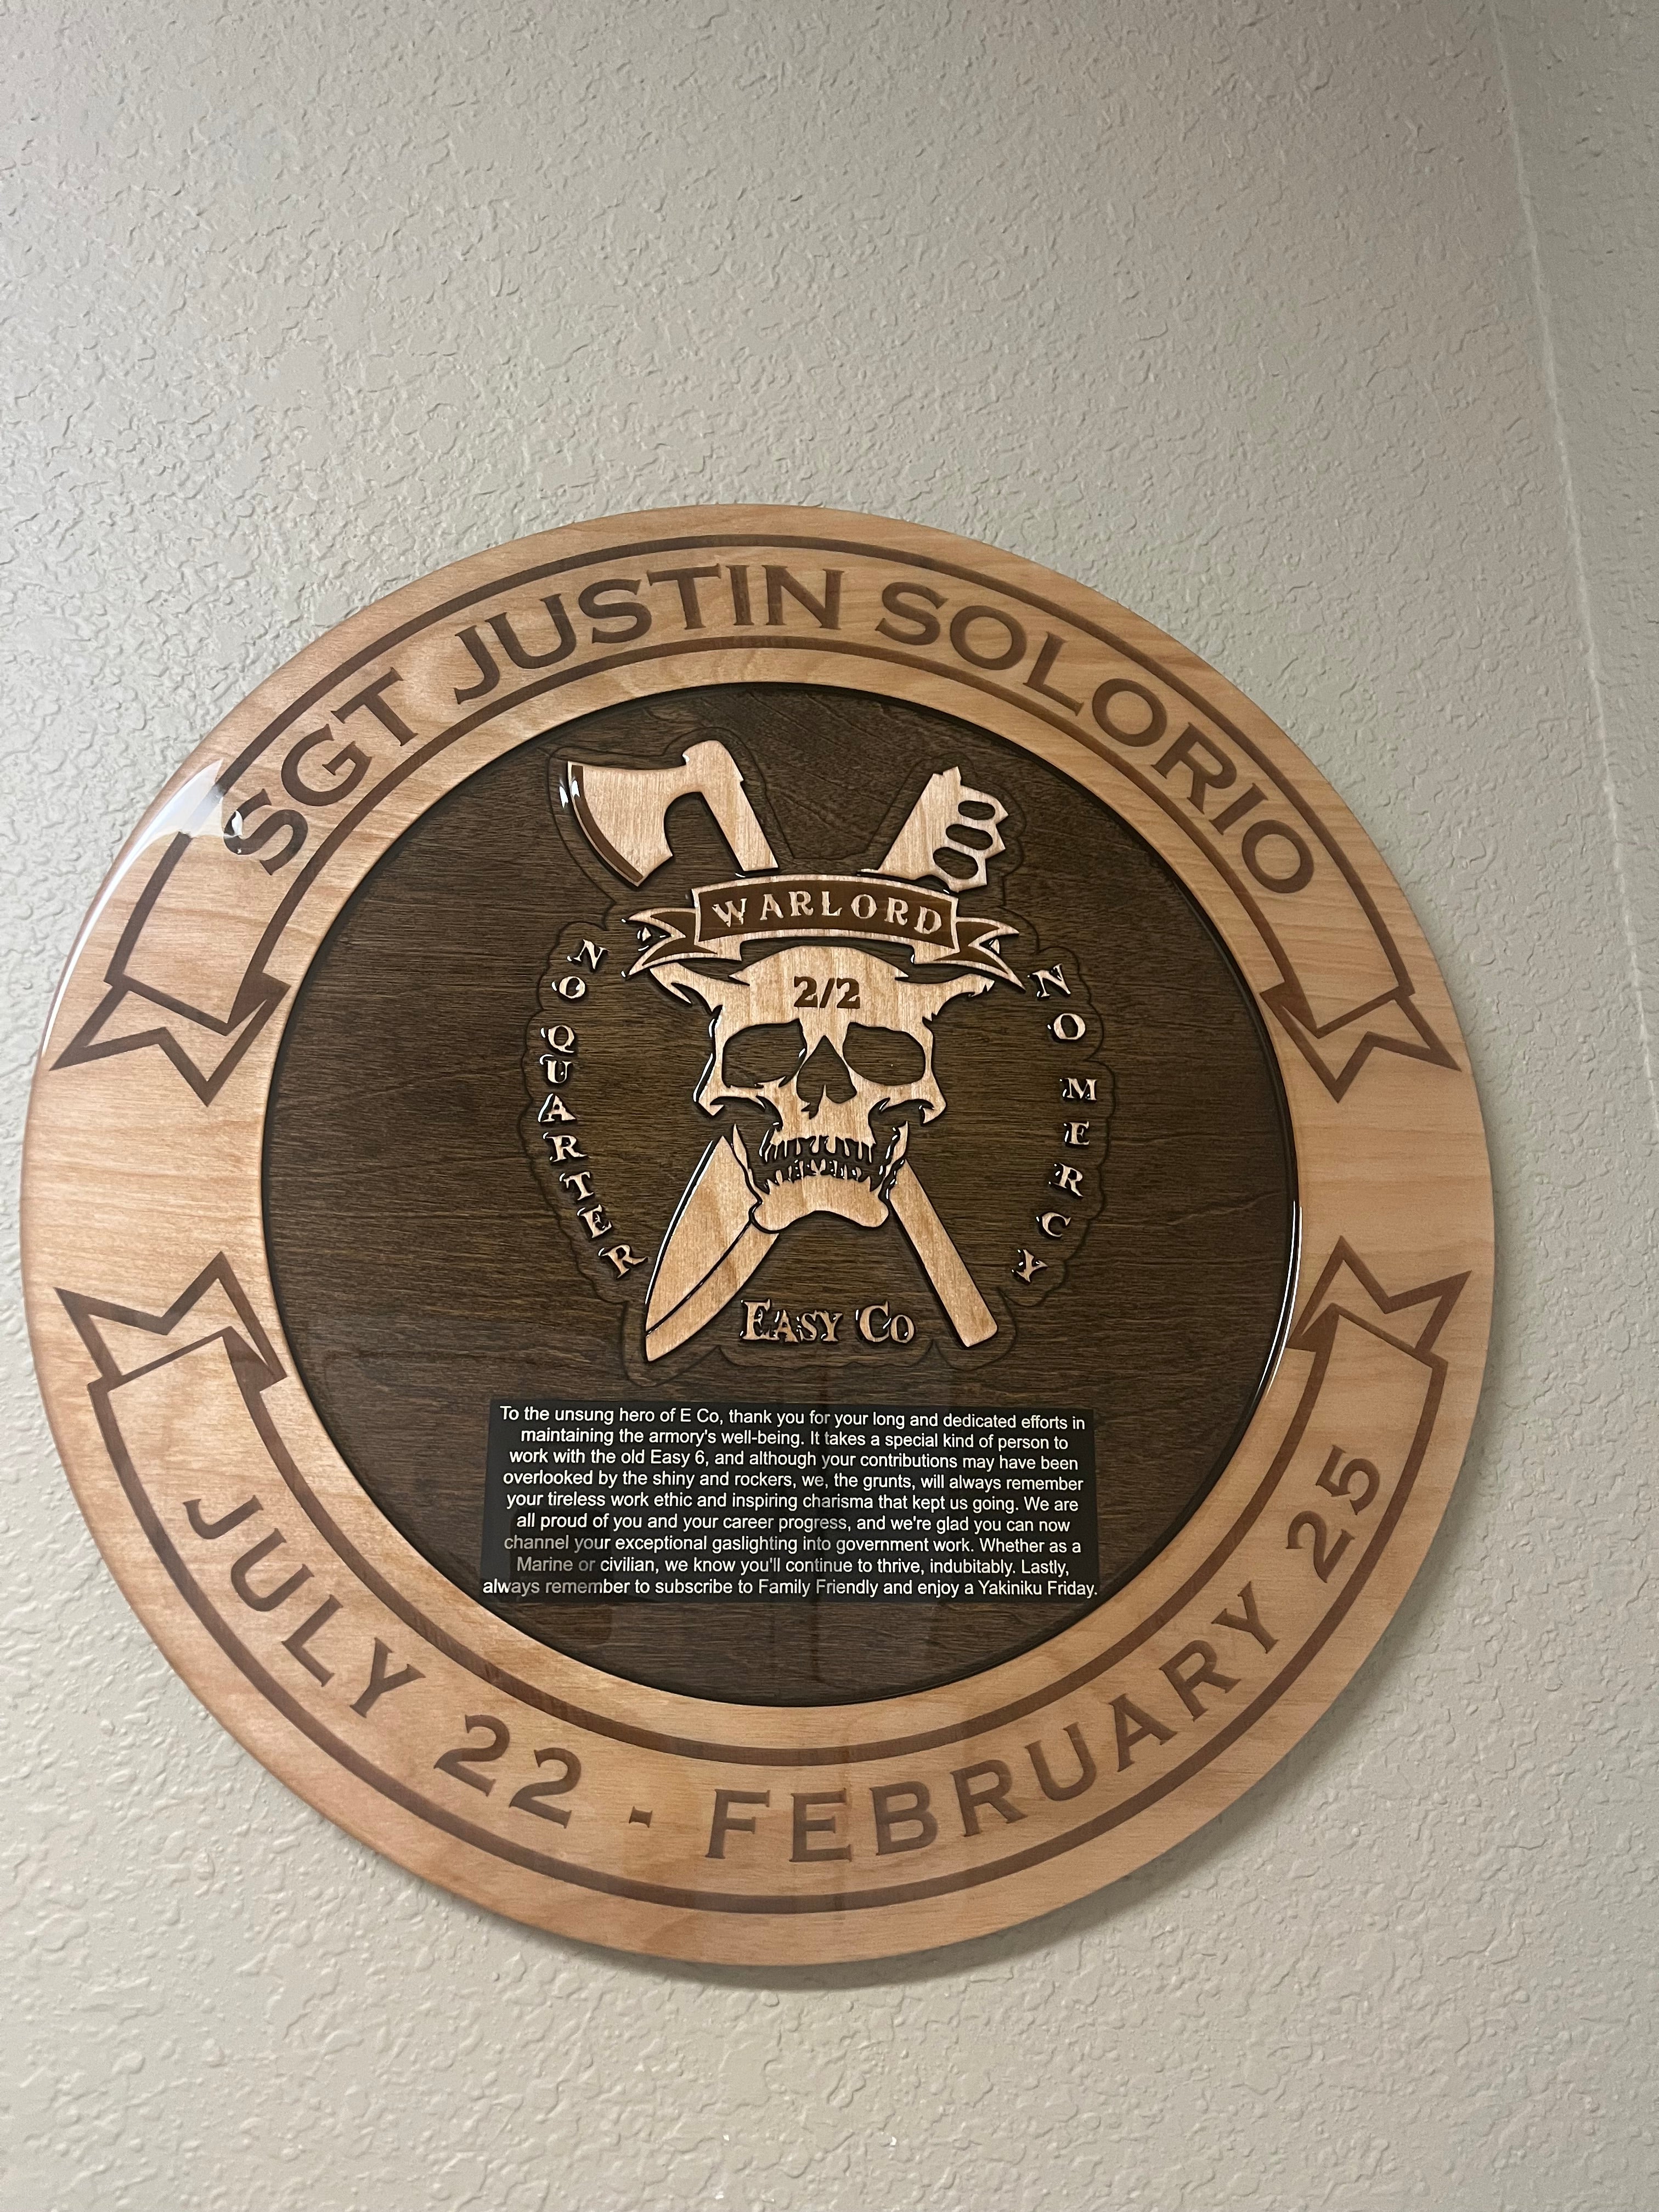 SGT JUSTIN SOLORIO
WARLORD
2/2
NO QUARTER
NO MERCY
EASY CO
To the unsung hero of E Co, thank you for your long and dedicated efforts in
maintaining the armory's well-being. It takes a special kind of person to
work with the old Easy 6, and although your contributions may have been
overlooked by the shiny and rockers, we, the grunts, will always remember
your tireless work ethic and inspiring charisma that kept us going. We are
all proud of you and your career progress, and we're glad you can now
channel your exceptional gaslighting into government work. Whether as a
Marine or civilian, we know you'll continue to thrive, indubitably. Lastly,
always remember to subscribe to Family Friendly and enjoy a Yakiniku Friday.
JULY 22 - FEBRUARY 25